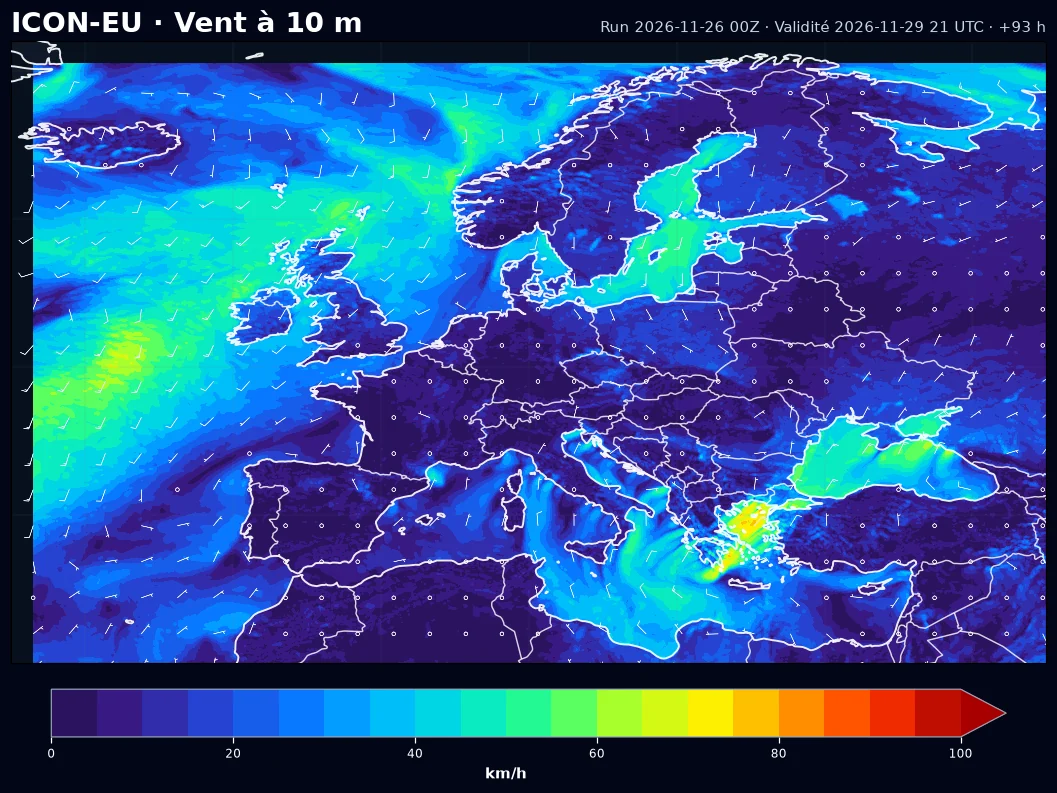 ICON-EU · Vent à 10 m
Run 2026-11-26 00Z · Validité 2026-11-29 21 UTC · +93 h
0 20 40 60 80 100
km/h